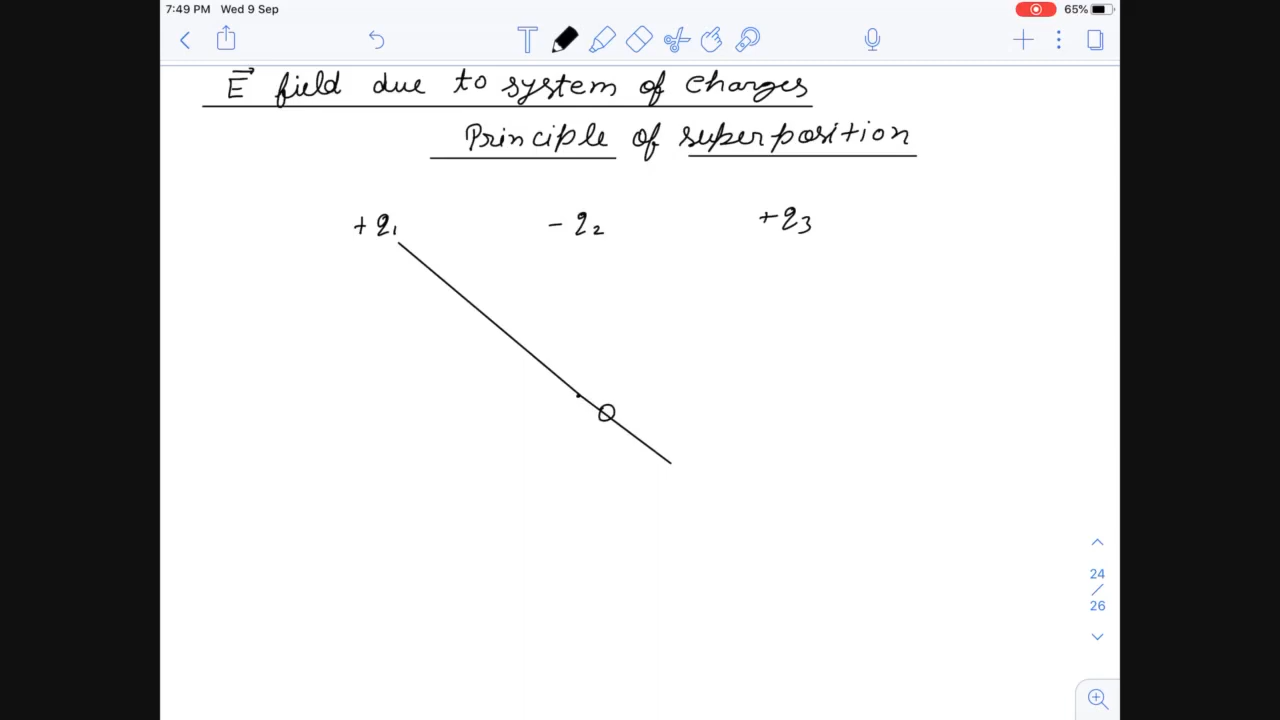 7:49 PM Wed 9 Sep 65%
T
E⃗ field due to system of charges
Principle of superposition
+q₁ -q₂ +q₃
24
/
26